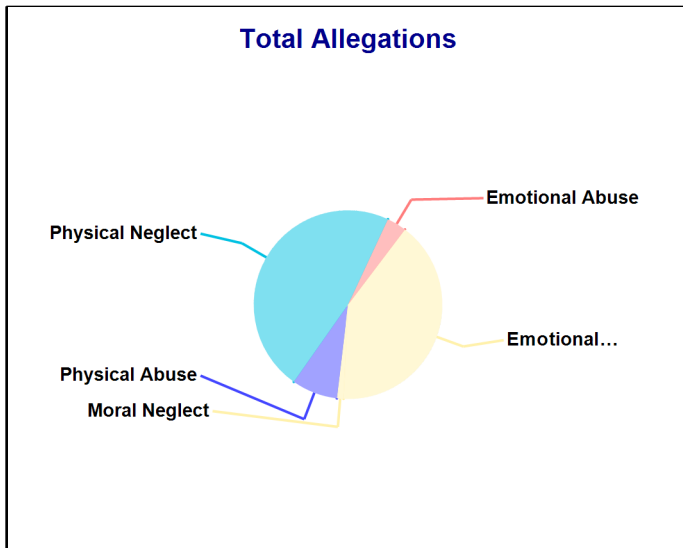 Total Allegations
Emotional Abuse
Physical Neglect
Emotional…
Physical Abuse
Moral Neglect